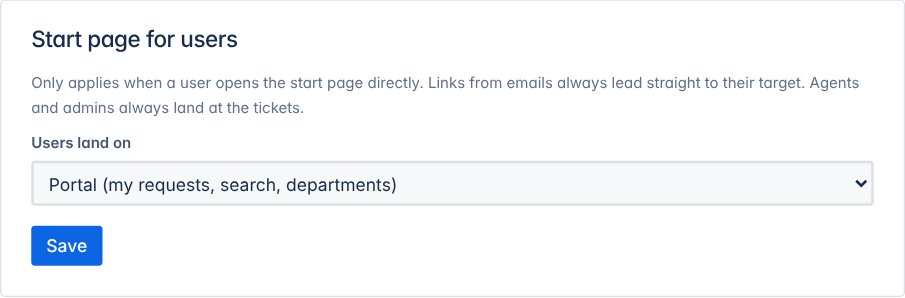 Start page for users
Only applies when a user opens the start page directly. Links from emails always lead straight to their target. Agents
and admins always land at the tickets.
Users land on
Portal (my requests, search, departments)
Save